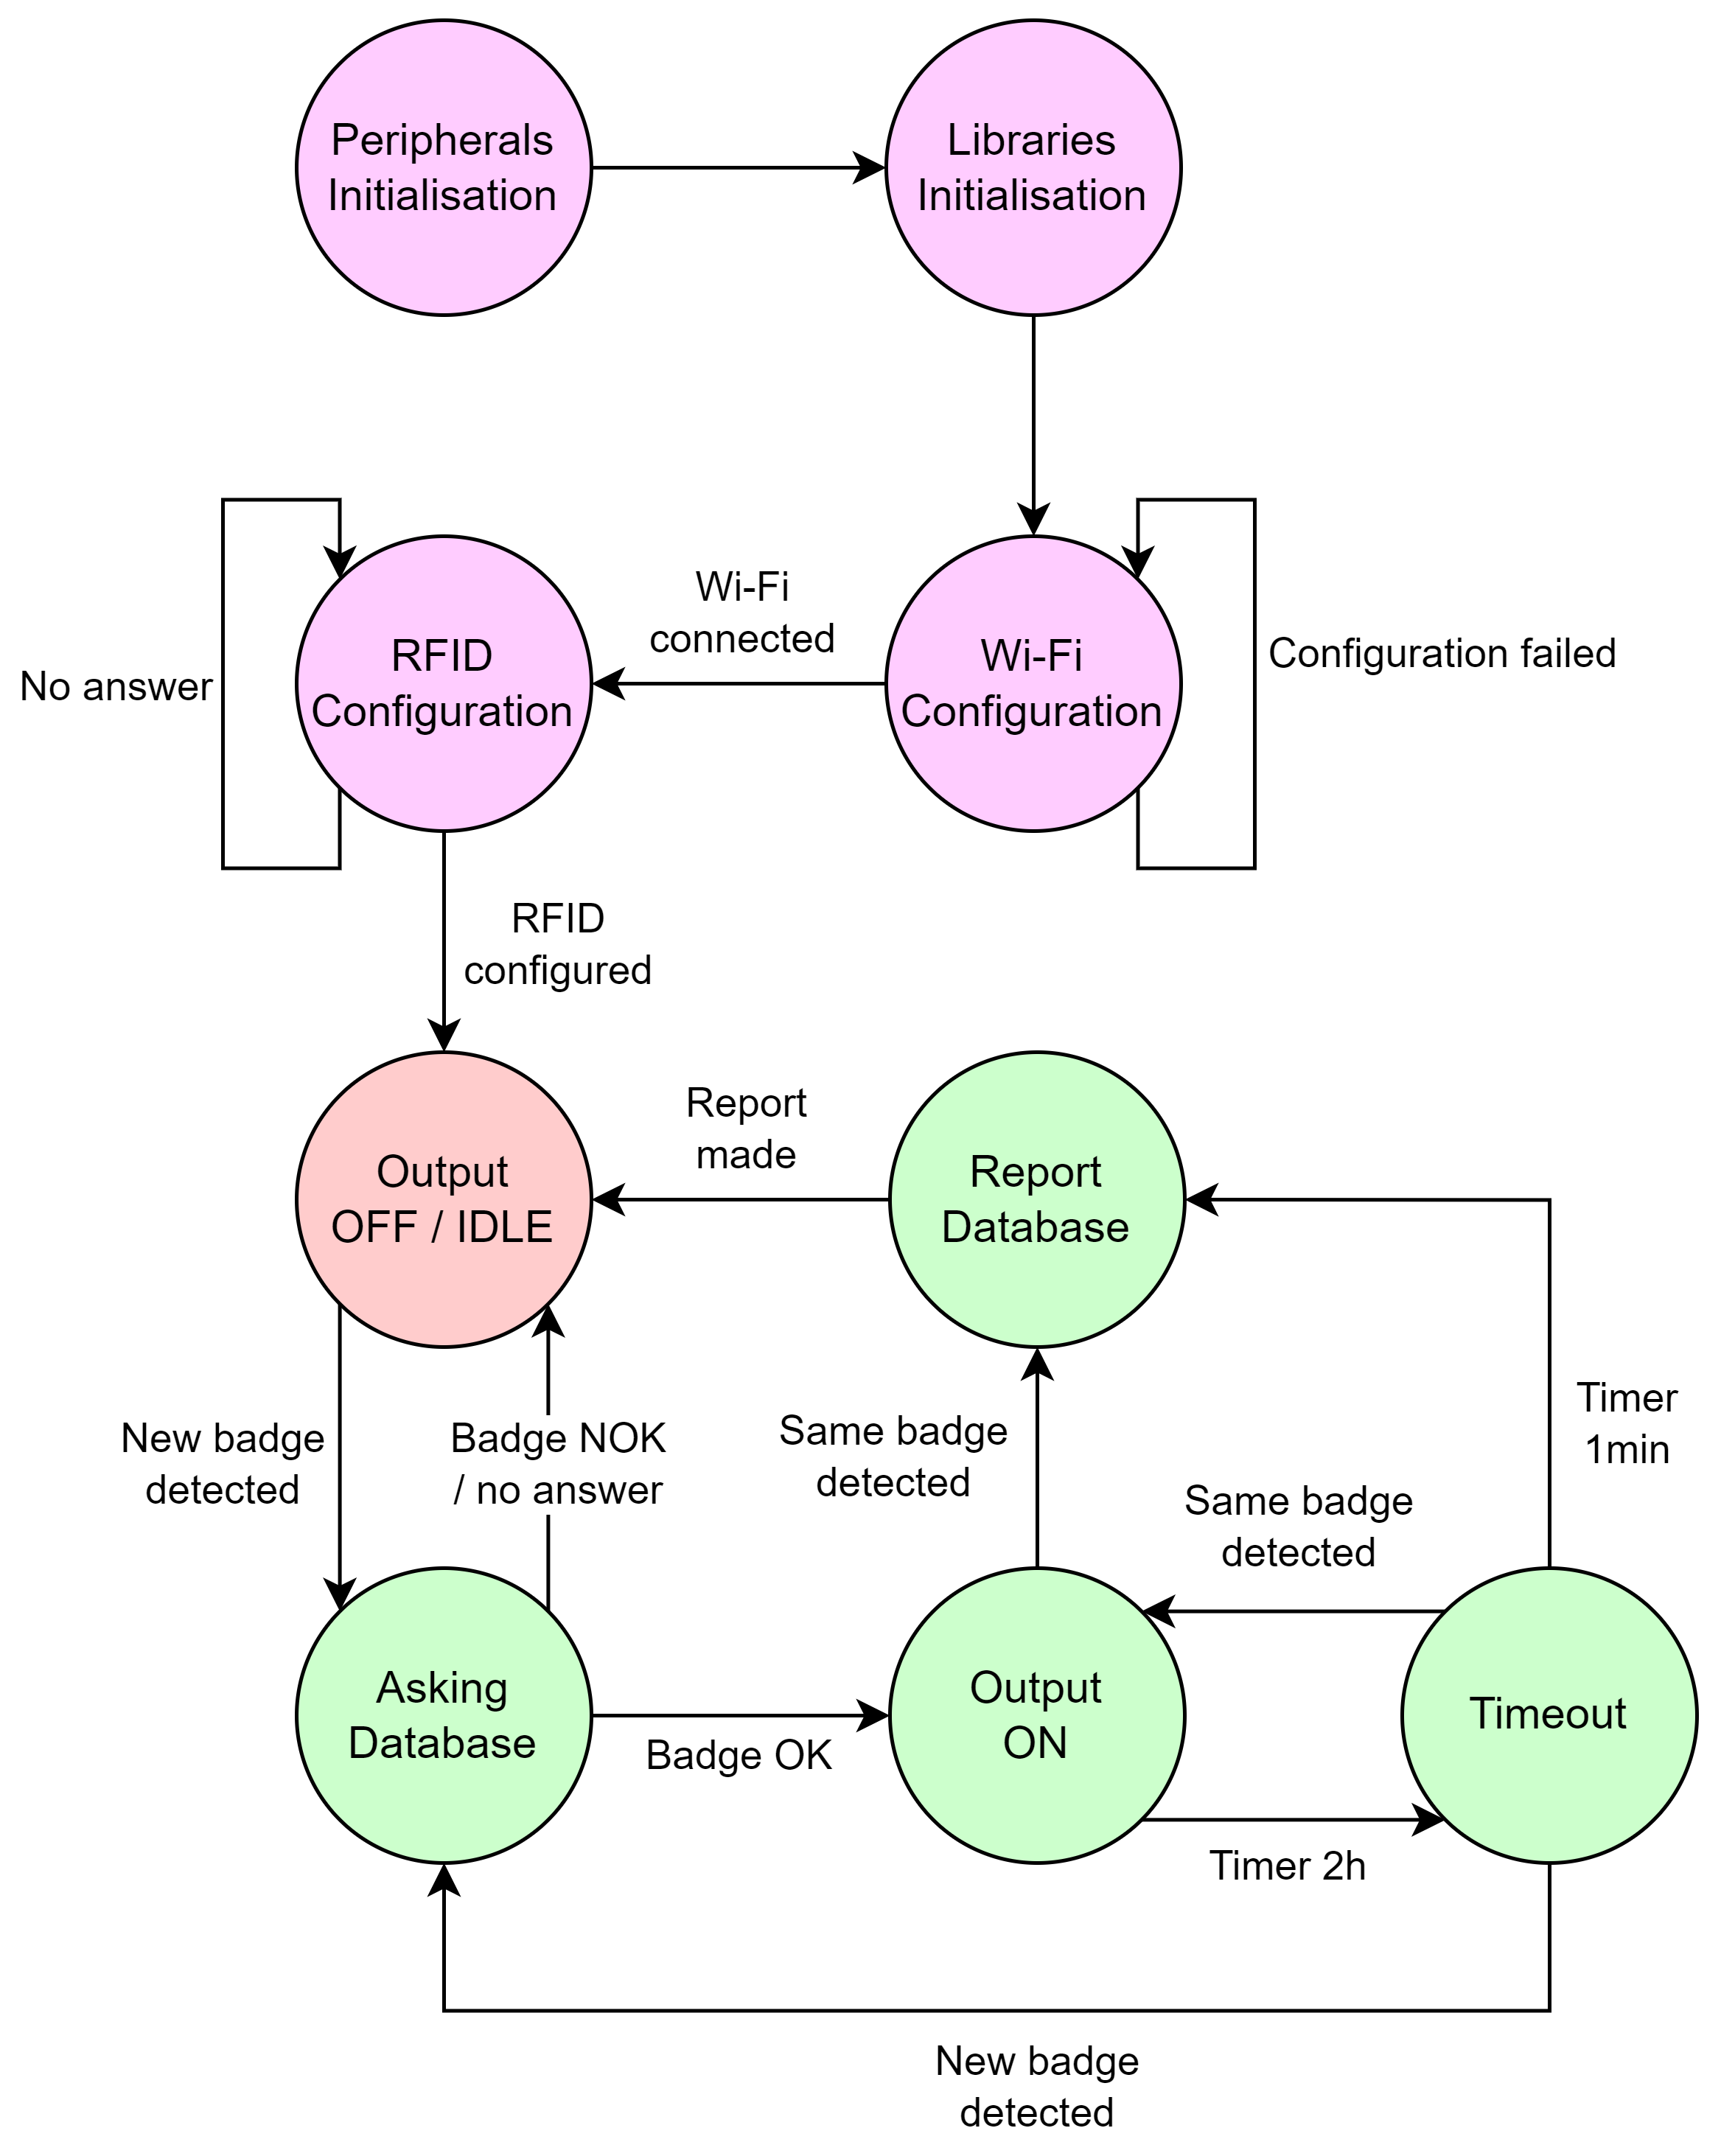 Peripherals
Initialisation
Libraries
Initialisation
Wi-Fi
connected
RFID
Configuration
Wi-Fi
Configuration
No answer
Configuration failed
RFID
configured
Report
made
Output
OFF / IDLE
Report
Database
New badge
detected
Badge NOK
/ no answer
Same badge
detected
Timer
1min
Same badge
detected
Asking
Database
Badge OK
Output
ON
Timeout
Timer 2h
New badge
detected